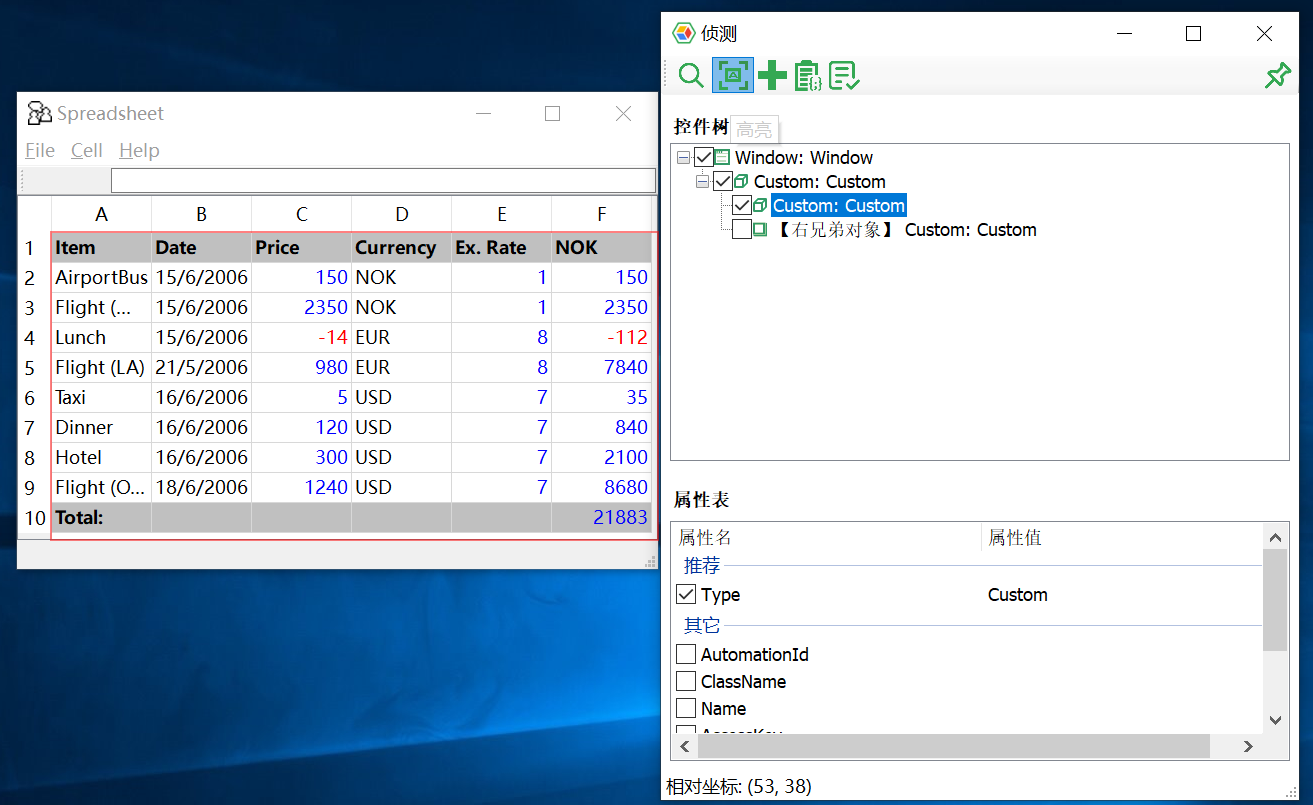 Spreadsheet
File Cell Help
A B C D E F
1 Item Date Price Currency Ex. Rate NOK
2 AirportBus 15/6/2006 150 NOK 1 150
3 Flight (... 15/6/2006 2350 NOK 1 2350
4 Lunch 15/6/2006 -14 EUR 8 -112
5 Flight (LA) 21/5/2006 980 EUR 8 7840
6 Taxi 16/6/2006 5 USD 7 35
7 Dinner 16/6/2006 120 USD 7 840
8 Hotel 16/6/2006 300 USD 7 2100
9 Flight (O... 18/6/2006 1240 USD 7 8680
10 Total: 21883
侦测
控件树
高亮
Window: Window
Custom: Custom
Custom: Custom
【右兄弟对象】 Custom: Custom
属性表
属性名 属性值
推荐
Type Custom
其它
AutomationId
ClassName
Name
AccessKey
相对坐标: (53, 38)